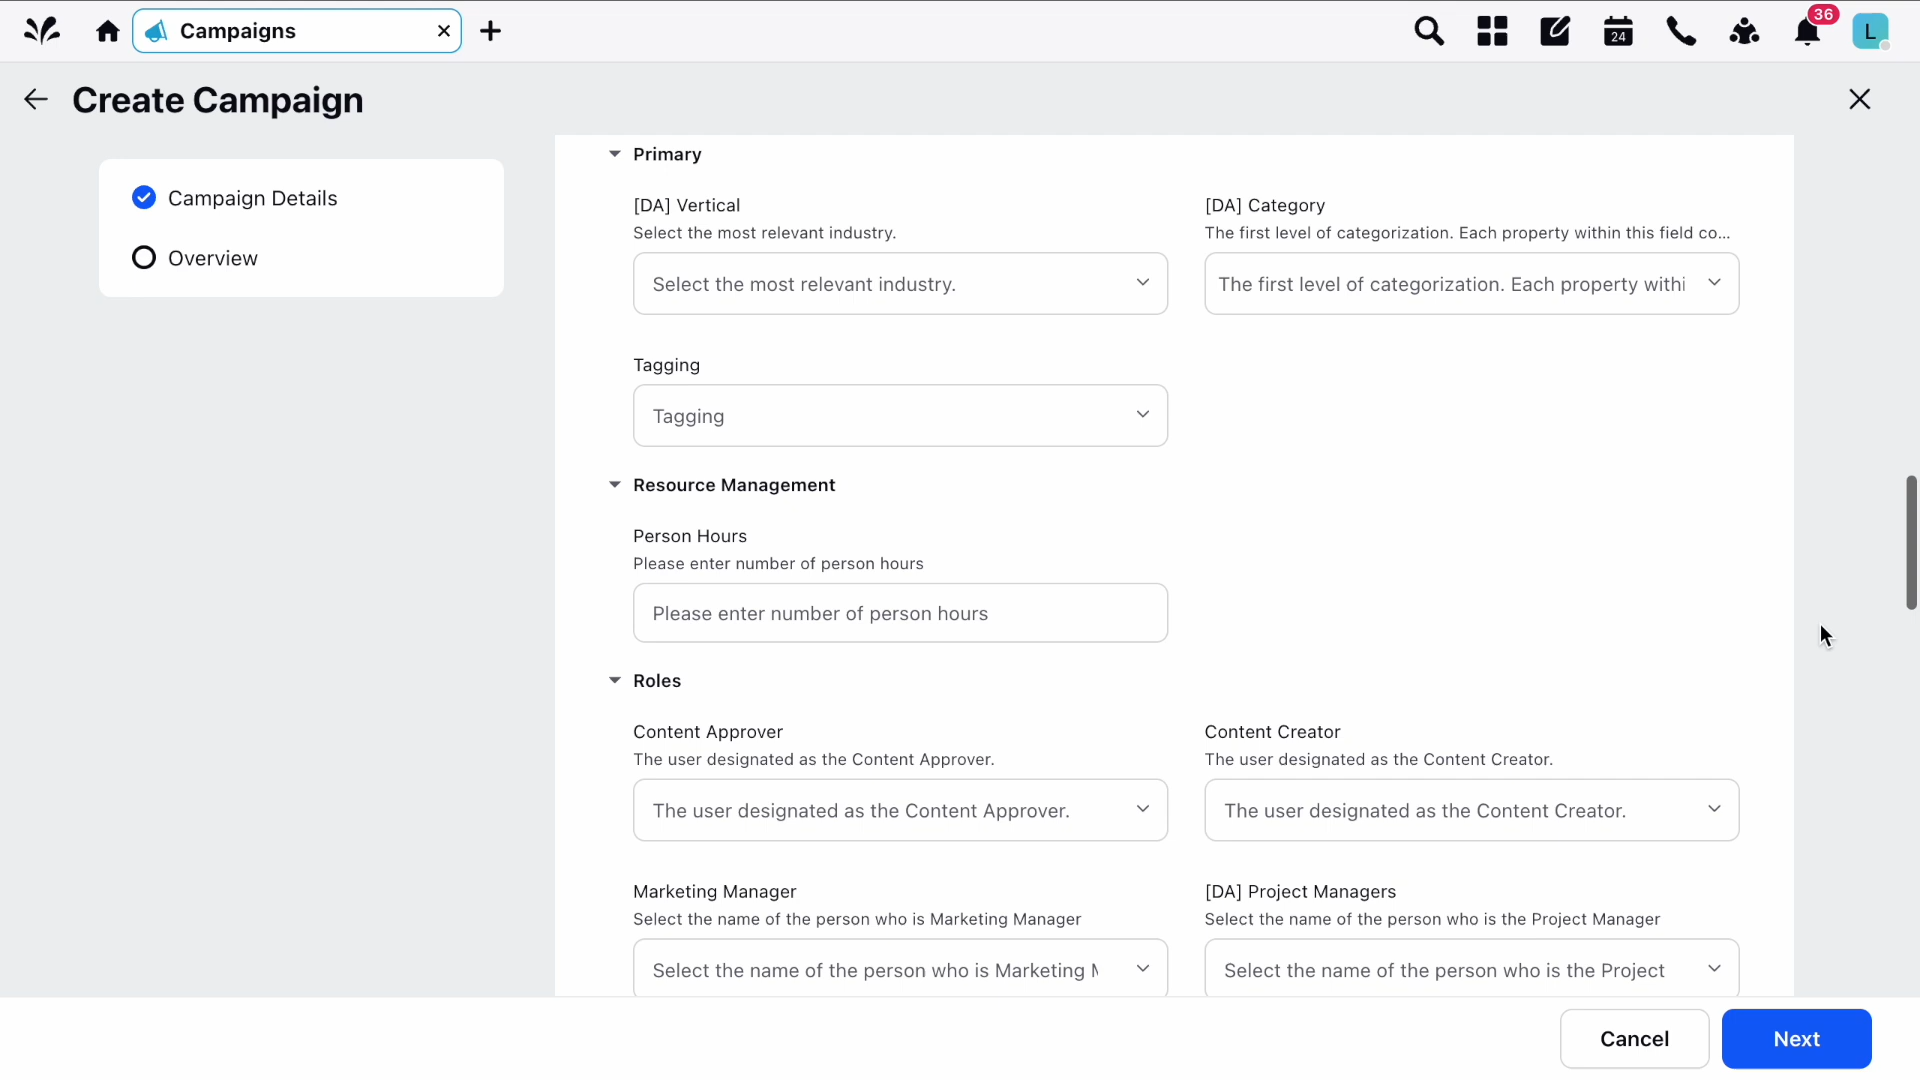 Campaigns
24
36
L
Create Campaign
Campaign Details
Overview
Primary
[DA] Vertical
[DA] Category
Select the most relevant industry.
The first level of categorization. Each property within this field co...
Select the most relevant industry.
The first level of categorization. Each property withi
Tagging
Tagging
Resource Management
Person Hours
Please enter number of person hours
Please enter number of person hours
Roles
Content Approver
Content Creator
The user designated as the Content Approver.
The user designated as the Content Creator.
The user designated as the Content Approver.
The user designated as the Content Creator.
Marketing Manager
[DA] Project Managers
Select the name of the person who is Marketing Manager
Select the name of the person who is the Project Manager
Select the name of the person who is Marketing
Select the name of the person who is the Project
Cancel
Next